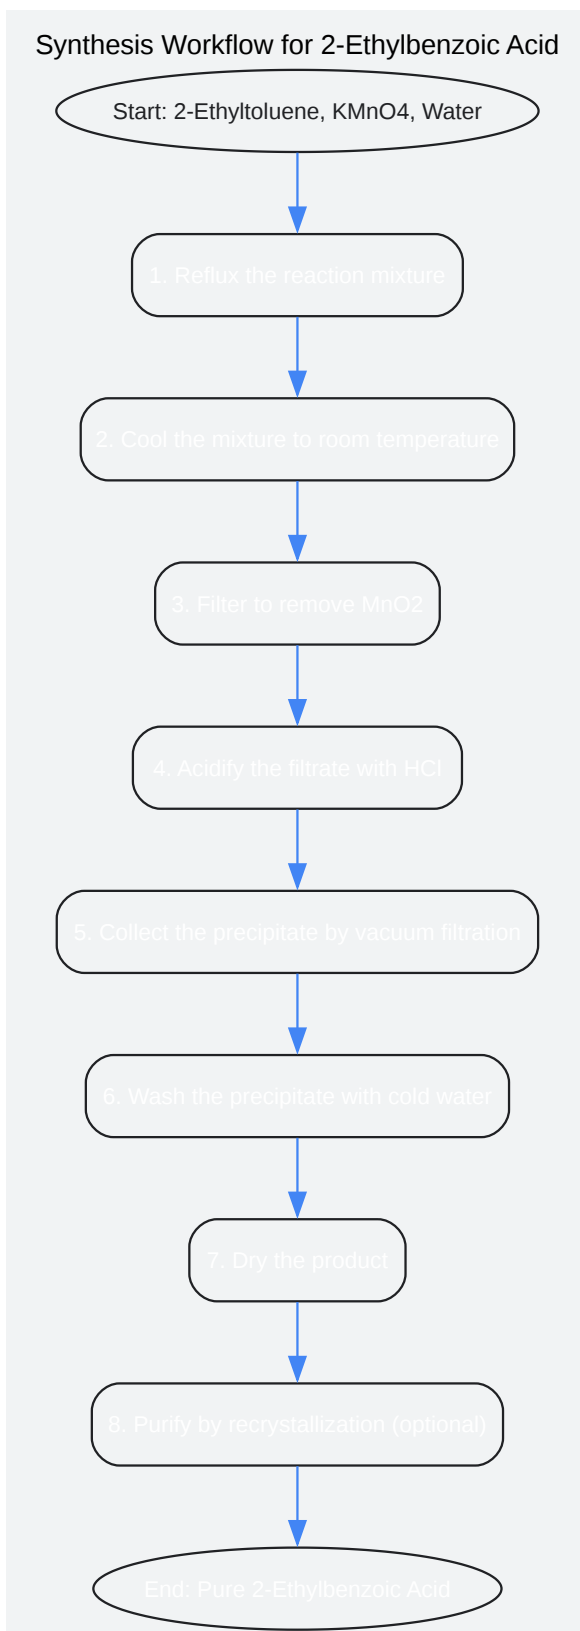 Synthesis Workflow for 2-Ethylbenzoic Acid
Start: 2-Ethyltoluene, KMnO4, Water
1. Reflux the reaction mixture
2. Cool the mixture to room temperature
3. Filter to remove MnO2
4. Acidify the filtrate with HCl
5. Collect the precipitate by vacuum filtration
6. Wash the precipitate with cold water
7. Dry the product
8. Purify by recrystallization (optional)
End: Pure 2-Ethylbenzoic Acid